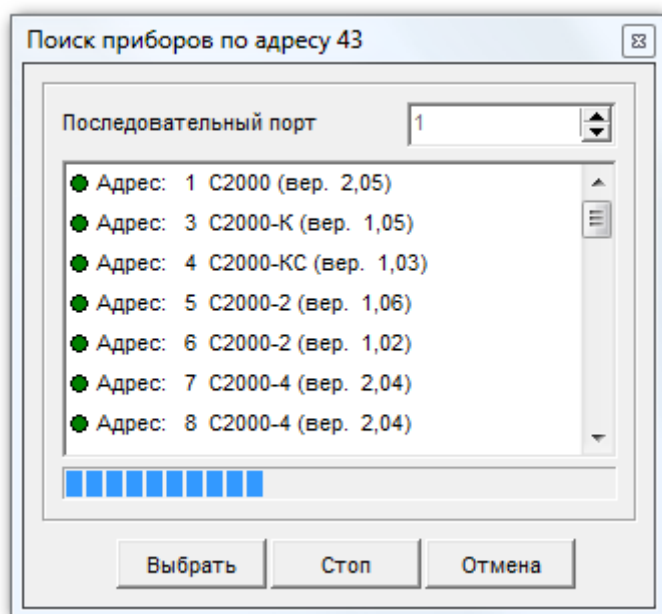 Поиск приборов по адресу 43
Последовательный порт 1
Адрес: 1 С2000 (вер. 2,05)
Адрес: 3 С2000-К (вер. 1,05)
Адрес: 4 С2000-КС (вер. 1,03)
Адрес: 5 С2000-2 (вер. 1,06)
Адрес: 6 С2000-2 (вер. 1,02)
Адрес: 7 С2000-4 (вер. 2,04)
Адрес: 8 С2000-4 (вер. 2,04)
Выбрать Стоп Отмена